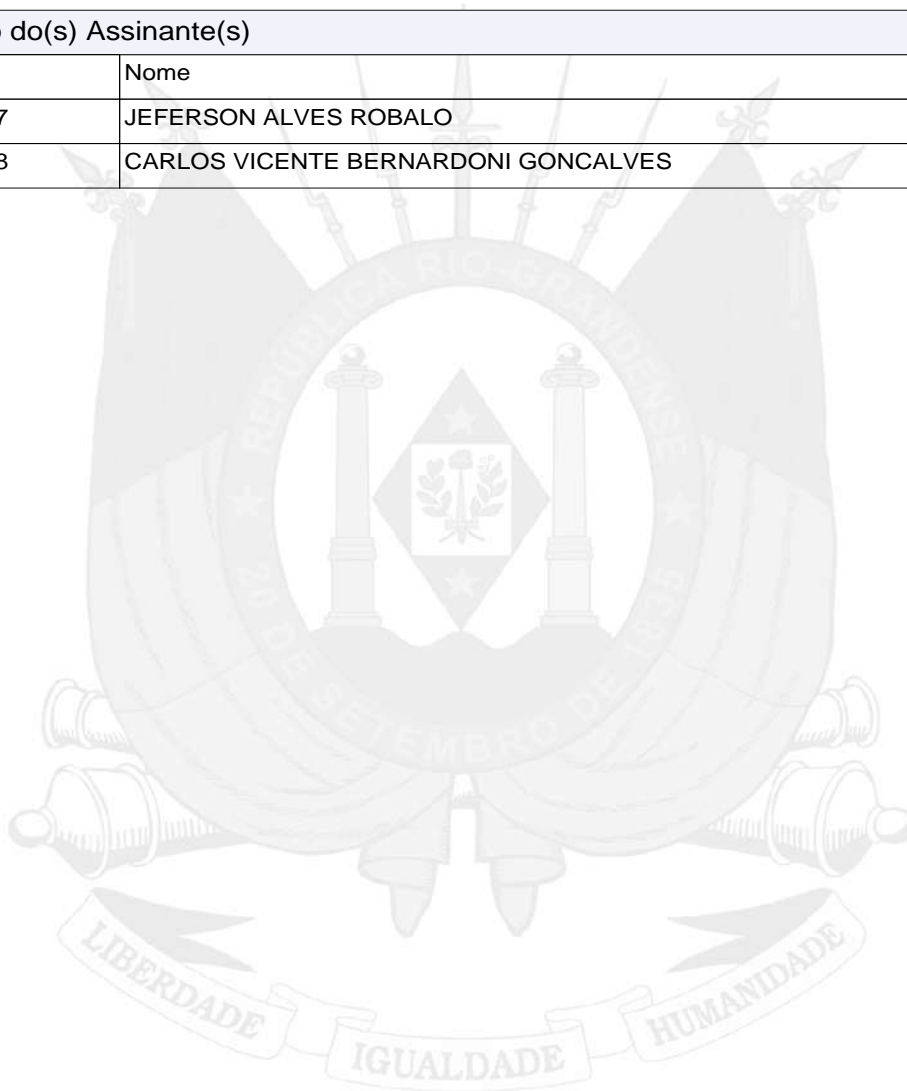 do(s) Assinante(s)
Nome
7 JEFERSON ALVES ROBALO
3 CARLOS VICENTE BERNARDONI GONCALVES
REPÚBLICA RIO-GRANDENSE
20 DE SETEMBRO DE 1835
LIBERDADE IGUALDADE HUMANIDADE